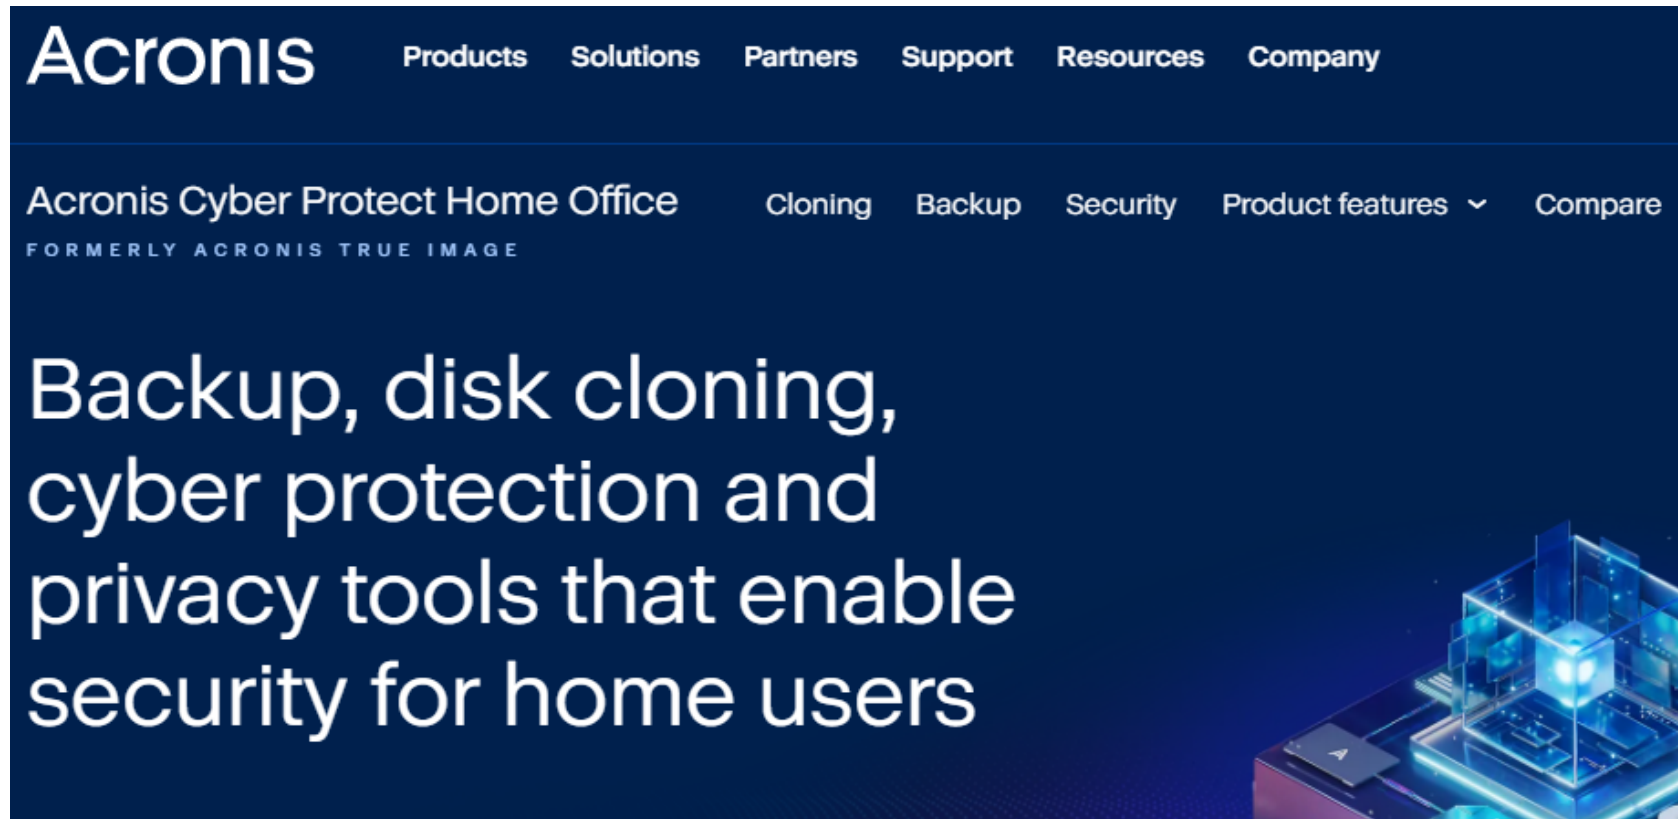 Acronis Products Solutions Partners Support Resources Company
Acronis Cyber Protect Home Office Cloning Backup Security Product features Compare
FORMERLY ACRONIS TRUE IMAGE
Backup, disk cloning,
cyber protection and
privacy tools that enable
security for home users
A